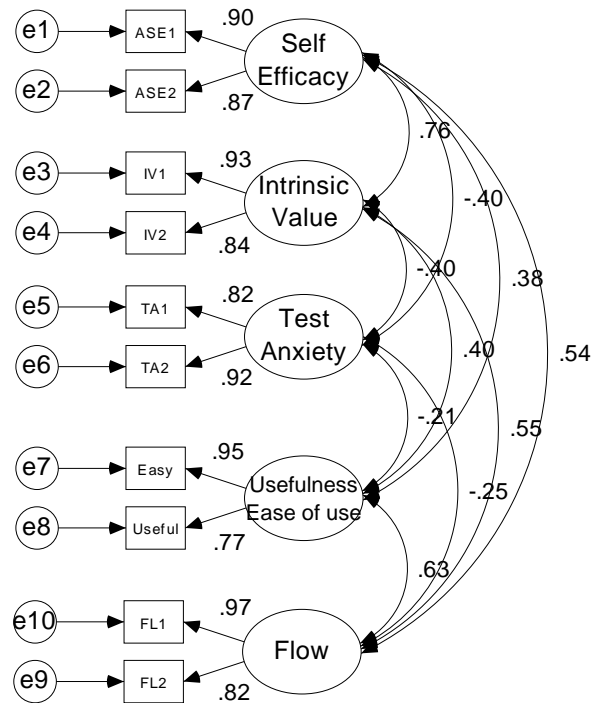 e1
ASE1
.90
Self
Efficacy
e2
ASE2
.87
.76
e3
IV1
.93
Intrinsic
Value
-.40
e4
IV2
.84
-.40
.38
e5
TA1
.82
Test
Anxiety
.40
.54
e6
TA2
.92
-.21
.55
e7
Easy
.95
Usefulness
Ease of use
-.25
e8
Useful
.77
.63
e10
FL1
.97
Flow
e9
FL2
.82